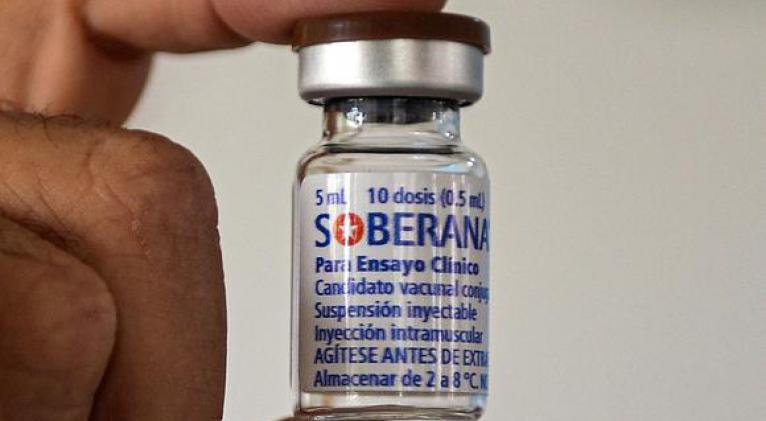 5 mL 10 dosis (0.5 mL)
SOBERANA
Para Ensayo Clínico
Candidato vacunal
Suspensión inyectable
Inyección intramuscular
AGÍTESE ANTES DE
Almacenar de 2 a 8 °C.